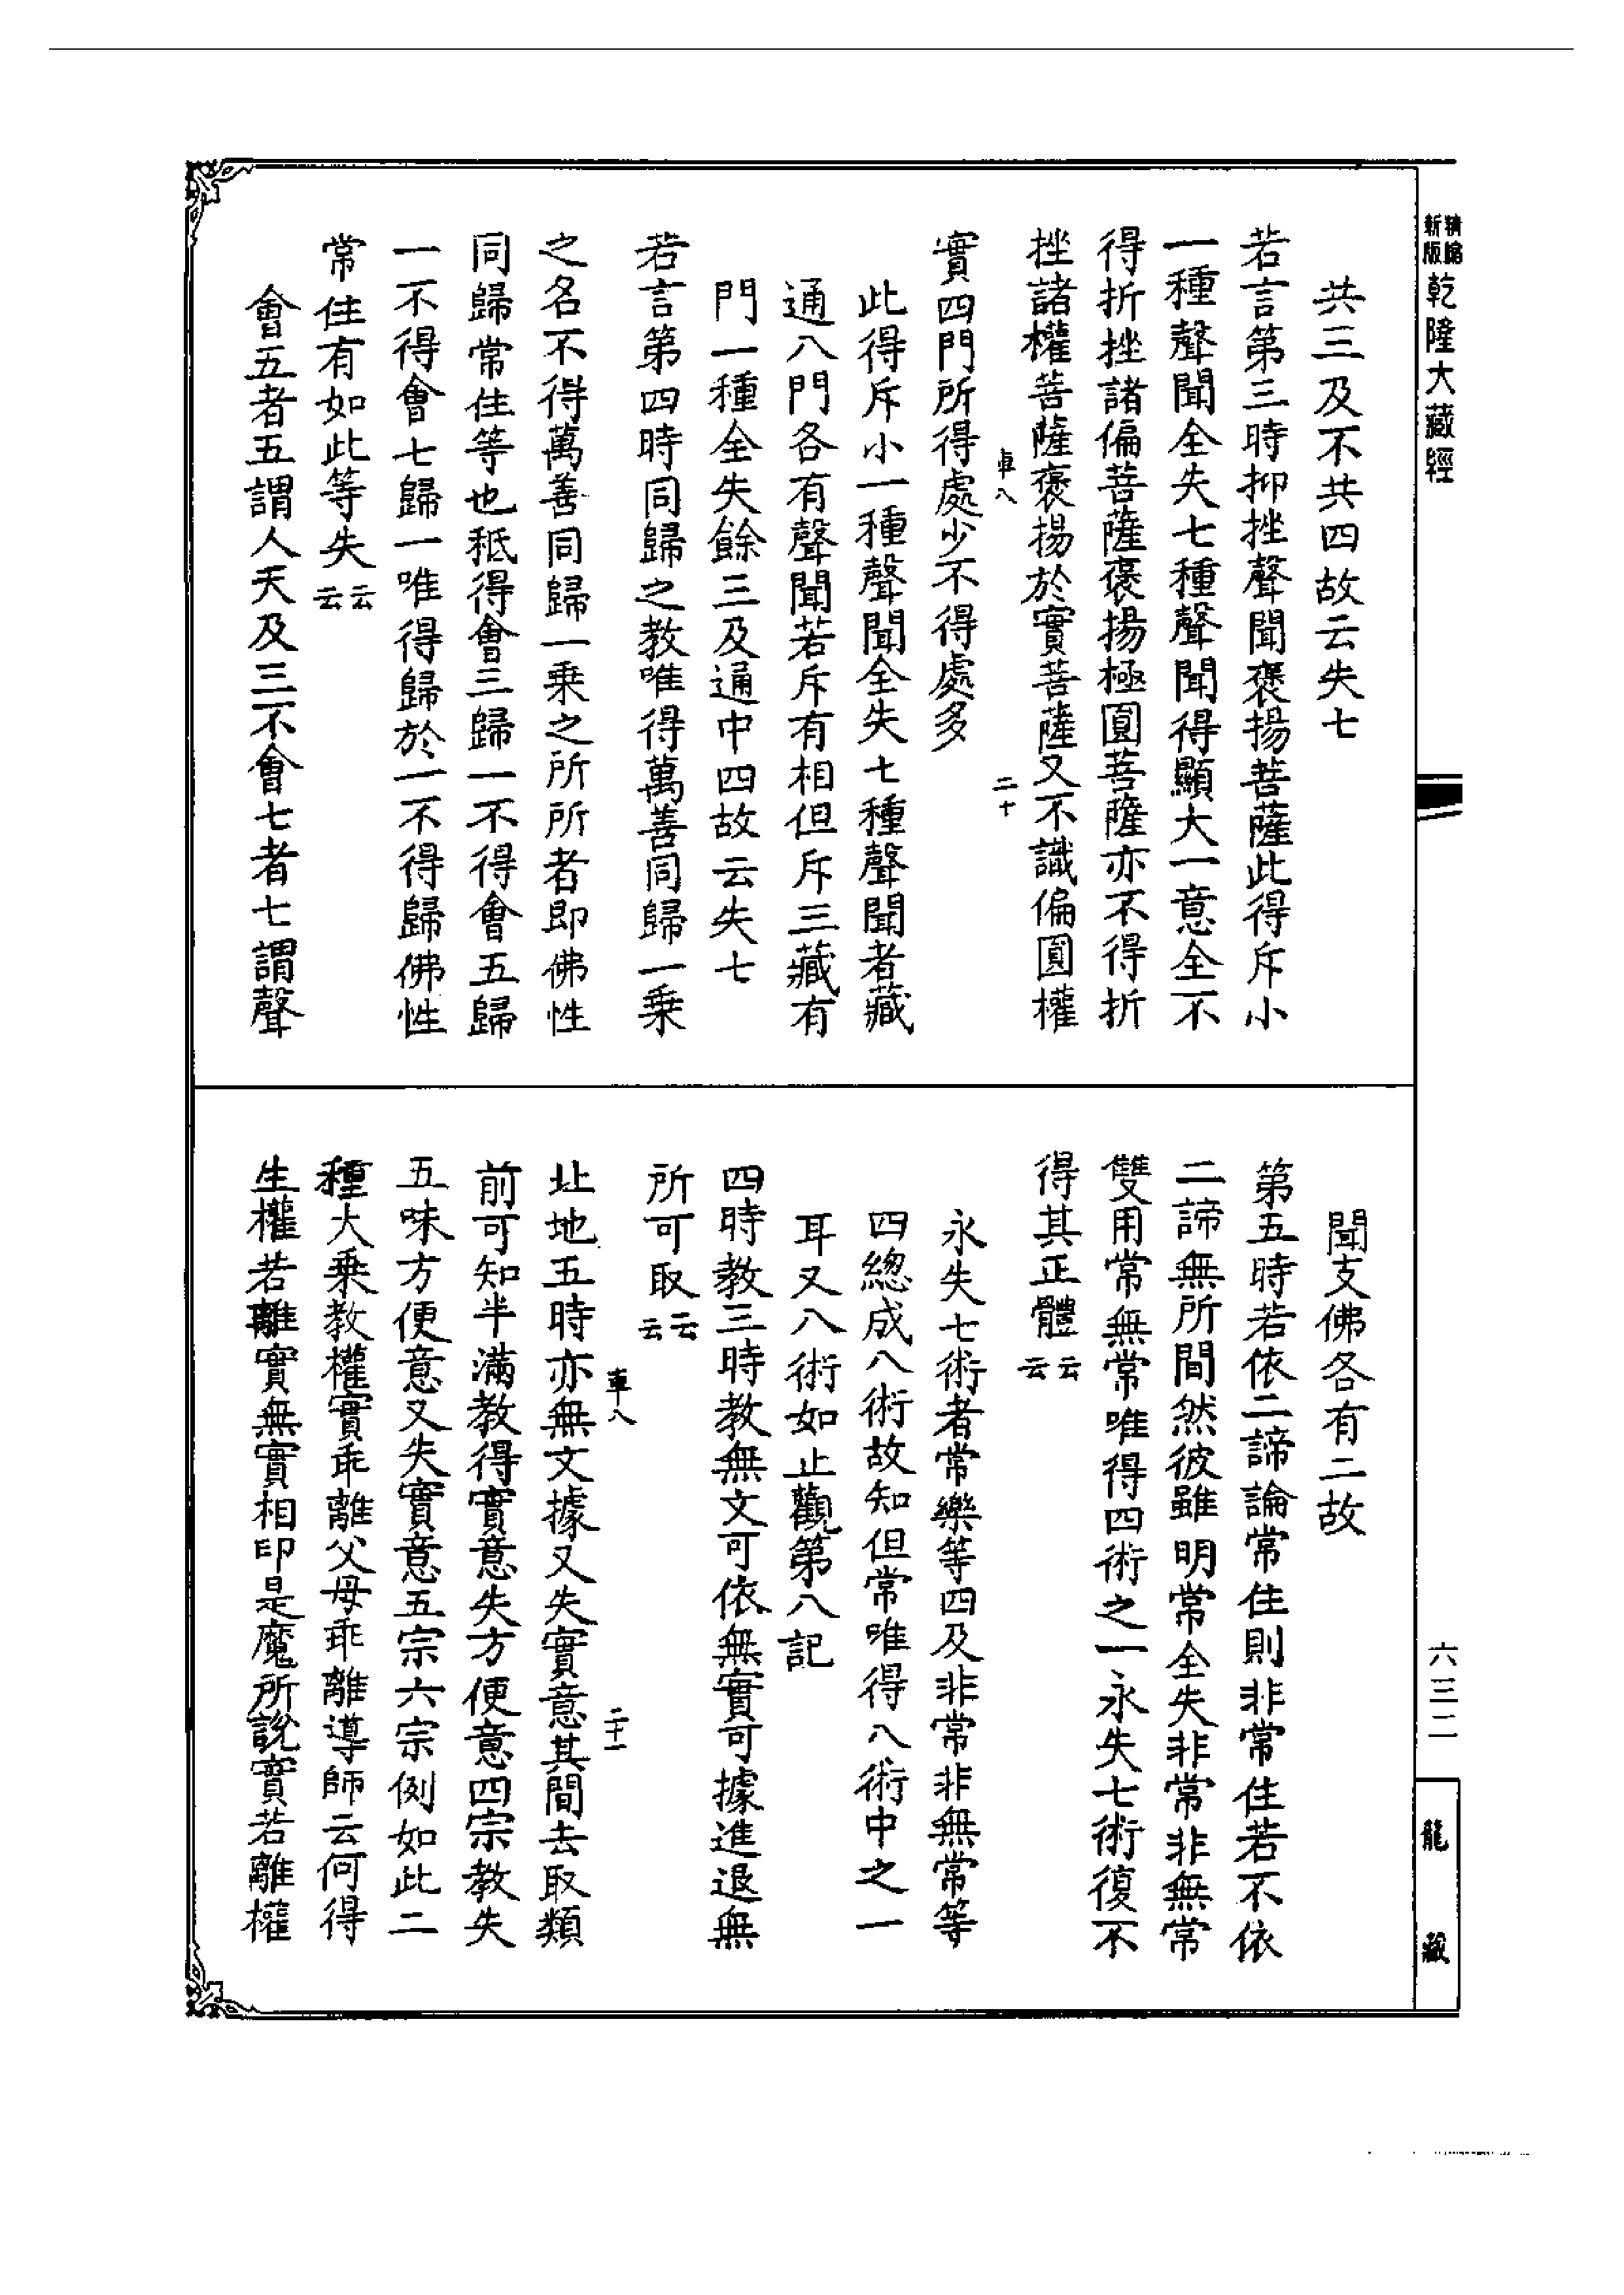 精縮新版乾隆大藏經
共三及不共四故云失七
若言第三時抑挫聲聞褒揚菩薩此得斥小
一種聲聞全失七種聲聞得顯大一意全不
得折挫諸偏菩薩褒揚極圓菩薩亦不得折
挫諸權菩薩褒揚於實菩薩又不識偏圓權
車八 二十
實四門所得處少不得處多
此得斥小一種聲聞全失七種聲聞者藏
通八門各有聲聞若斥有相但斥三藏有
門一種全失餘三及通中四故云失七
若言第四時同歸之教唯得萬善同歸一乘
之名不得萬善同歸一乘之所所者即佛性
同歸常住等也秖得會三歸一不得會五歸
一不得會七歸一唯得歸於一不得歸佛性
常住有如此等失云云
會五者五謂人天及三不會七者七謂聲
聞支佛各有二故
第五時若依二諦論常住則非常住若不依
二諦無所間然彼雖明常全失非常非無常
雙用常無常唯得四術之一永失七術復不
得其正體云云
永失七術者常樂等四及非常非無常等
四總成八術故知但常唯得八術中之一
耳又八術如止觀第八記
四時教三時教無文可依無實可據進退無
所可取云云
車八 二十一
北地五時亦無文據又失實意其間去取類
前可知半滿教得實意失方便意四宗教失
五味方便意又失實意五宗六宗例如此二
種大乘教權實乖離父母乖離導師云何得
生權若離實無實相印是魔所說實若離權
六三二
龍藏